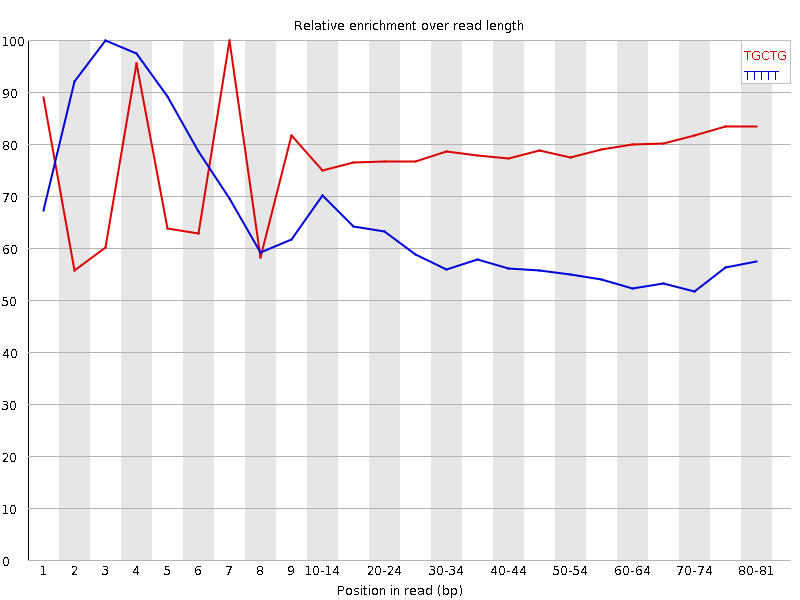 Relative enrichment over read length
TGCTG
TTTTT
100
90
80
70
60
50
40
30
20
10
0
1 2 3 4 5 6 7 8 9 10-14 20-24 30-34 40-44 50-54 60-64 70-74 80-81
Position in read (bp)